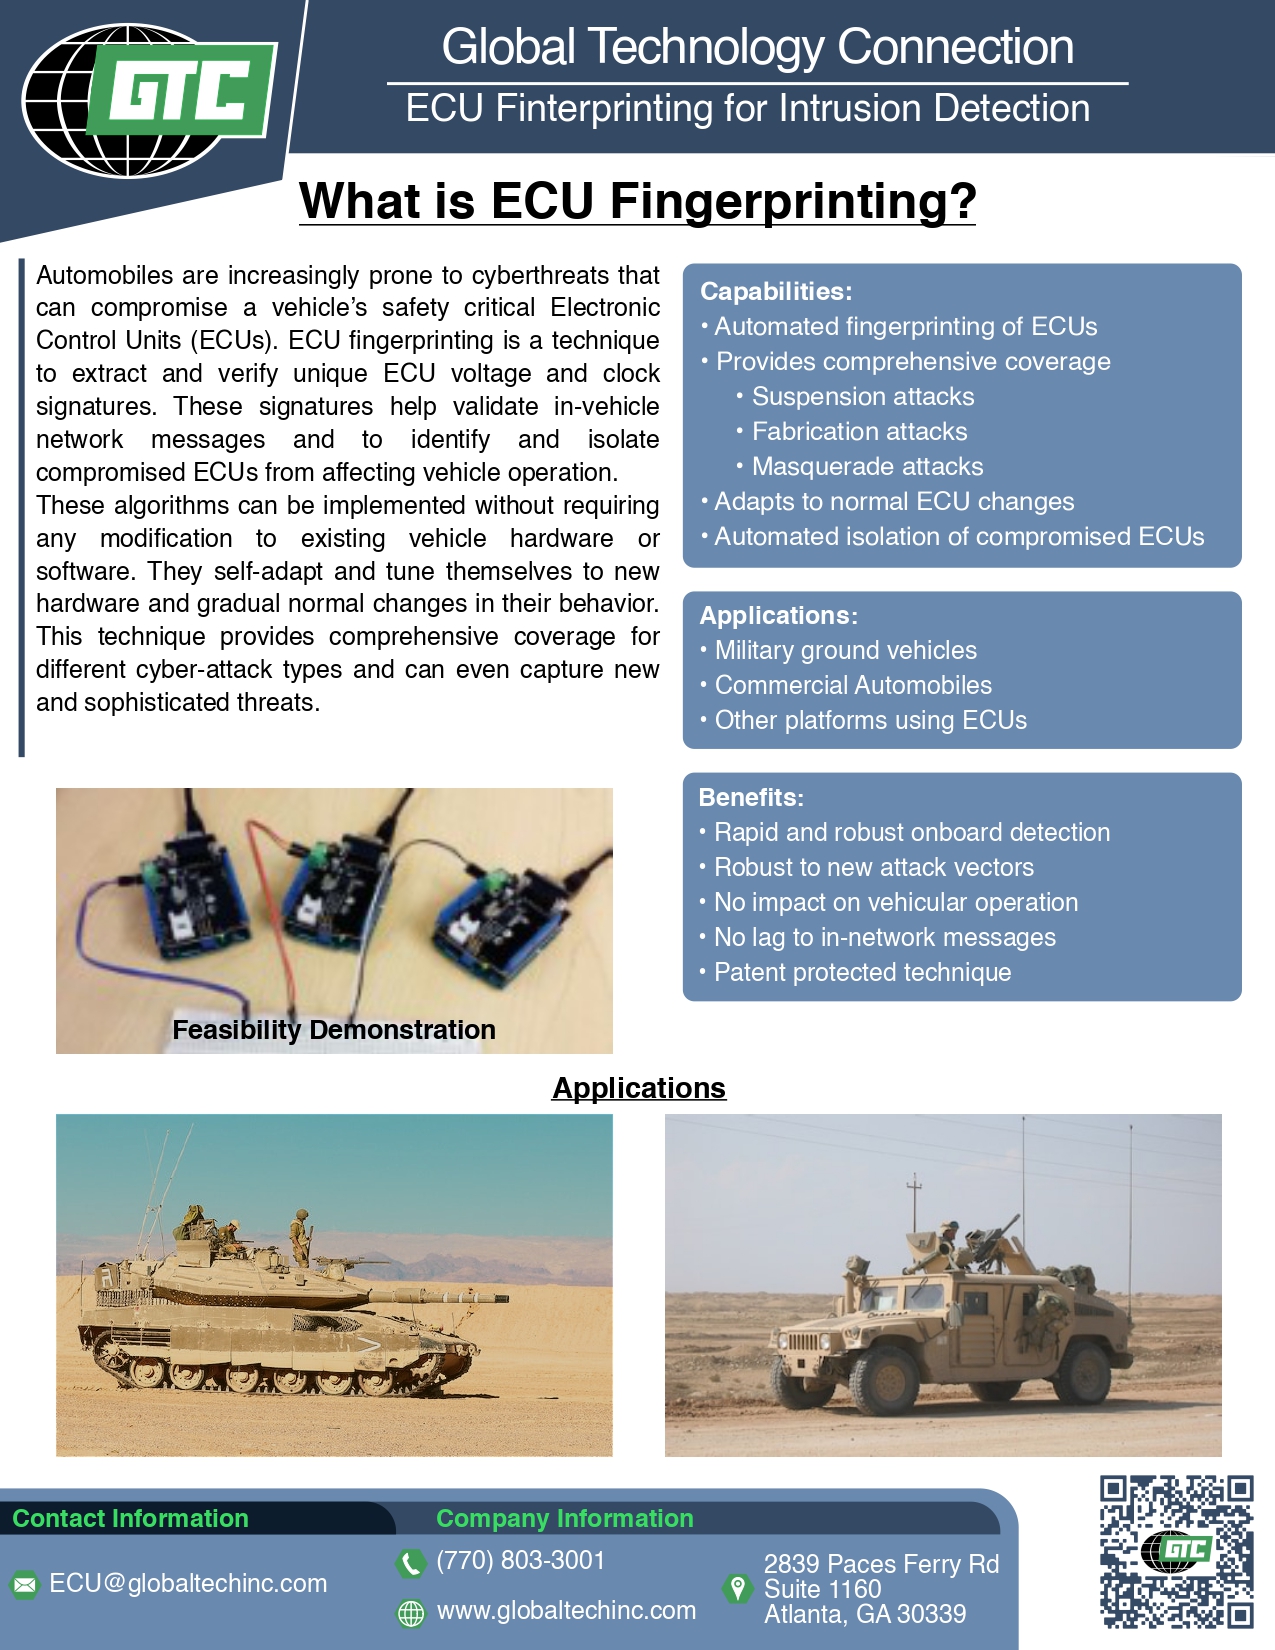 GTC
Global Technology Connection
ECU Finterprinting for Intrusion Detection
What is ECU Fingerprinting?
Automobiles are increasingly prone to cyberthreats that
can compromise a vehicle’s safety critical Electronic
Control Units (ECUs). ECU fingerprinting is a technique
to extract and verify unique ECU voltage and clock
signatures. These signatures help validate in-vehicle
network messages and to identify and isolate
compromised ECUs from affecting vehicle operation.
These algorithms can be implemented without requiring
any modification to existing vehicle hardware or
software. They self-adapt and tune themselves to new
hardware and gradual normal changes in their behavior.
This technique provides comprehensive coverage for
different cyber-attack types and can even capture new
and sophisticated threats.
Capabilities:
• Automated fingerprinting of ECUs
• Provides comprehensive coverage
• Suspension attacks
• Fabrication attacks
• Masquerade attacks
• Adapts to normal ECU changes
• Automated isolation of compromised ECUs
Applications:
• Military ground vehicles
• Commercial Automobiles
• Other platforms using ECUs
Benefits:
• Rapid and robust onboard detection
• Robust to new attack vectors
• No impact on vehicular operation
• No lag to in-network messages
• Patent protected technique
Feasibility Demonstration
Applications
Contact Information
ECU@globaltechinc.com
Company Information
(770) 803-3001
www.globaltechinc.com
2839 Paces Ferry Rd
Suite 1160
Atlanta, GA 30339
GTC